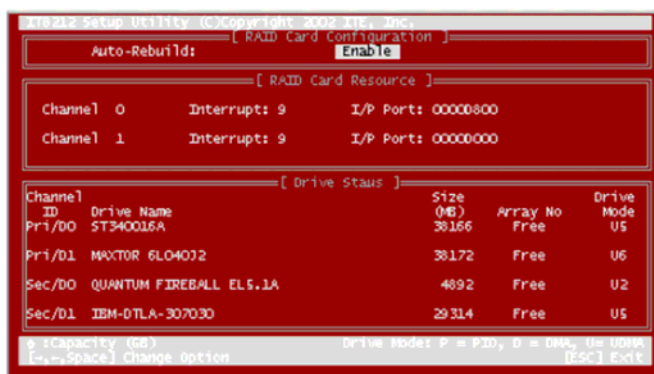 IT8212 Setup Utility (C)Copyright 2002 ITE, Inc.
[ RAID Card Configuration ]
Auto-Rebuild: Enable
[ RAID Card Resource ]
Channel 0 Interrupt: 9 I/P Port: 0000D800
Channel 1 Interrupt: 9 I/P Port: 0000D000
[ Drive Staus ]
Channel Size Drive
ID Drive Name (MB) Array No Mode
Pri/D0 ST340016A 38166 Free U5
Pri/D1 MAXTOR 6L040J2 38172 Free U6
Sec/D0 QUANTUM FIREBALL EL5.1A 4892 Free U2
Sec/D1 IBM-DTLA-307030 29314 Free U5
:Capacity (GB) Drive Mode: P = PIO, D = DMA, U= UDMA
[→,←,Space] Change Option [ESC] Exit